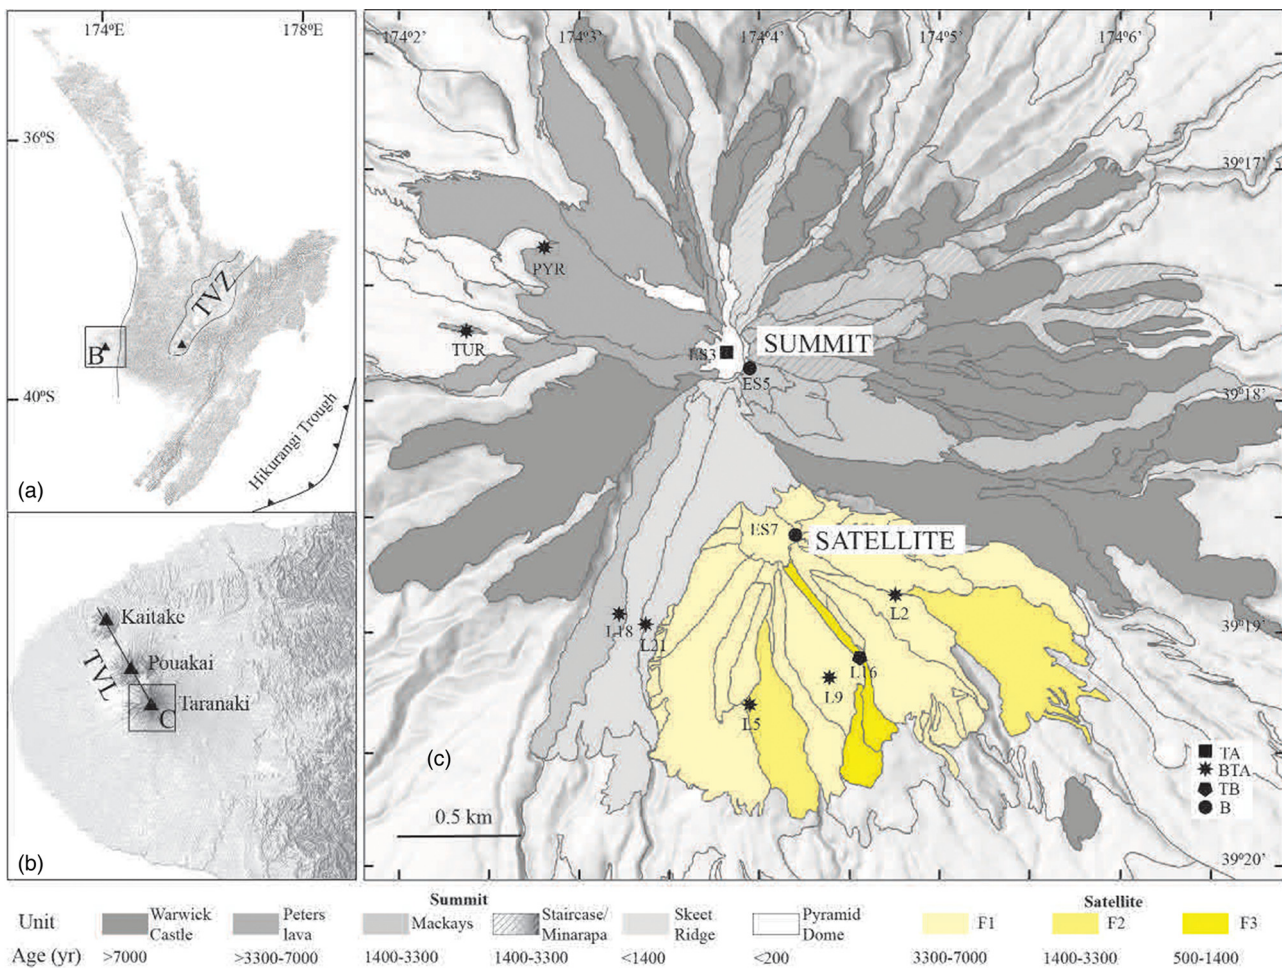 174ºE
178ºE
36ºS
TVZ
B
40ºS
Hikurangi Trough
(a)
Kaitake
Pouakai
TVL
Taranaki
C
(b)
174º2'
174º3'
174º4'
174º5'
174º6'
39º17'
PYR
TUR
ES3
SUMMIT
ES5
39º18'
ES7
SATELLITE
L2
L18
L21
39º19'
L16
L9
L5
(c)
TA
BTA
TB
B
0.5 km
39º20'
Summit
Satellite
Unit
Warwick
Castle
Peters
lava
Mackays
Staircase/
Minarapa
Skeet
Ridge
Pyramid
Dome
F1
F2
F3
Age (yr)
>7000
>3300-7000
1400-3300
1400-3300
<1400
<200
3300-7000
1400-3300
500-1400